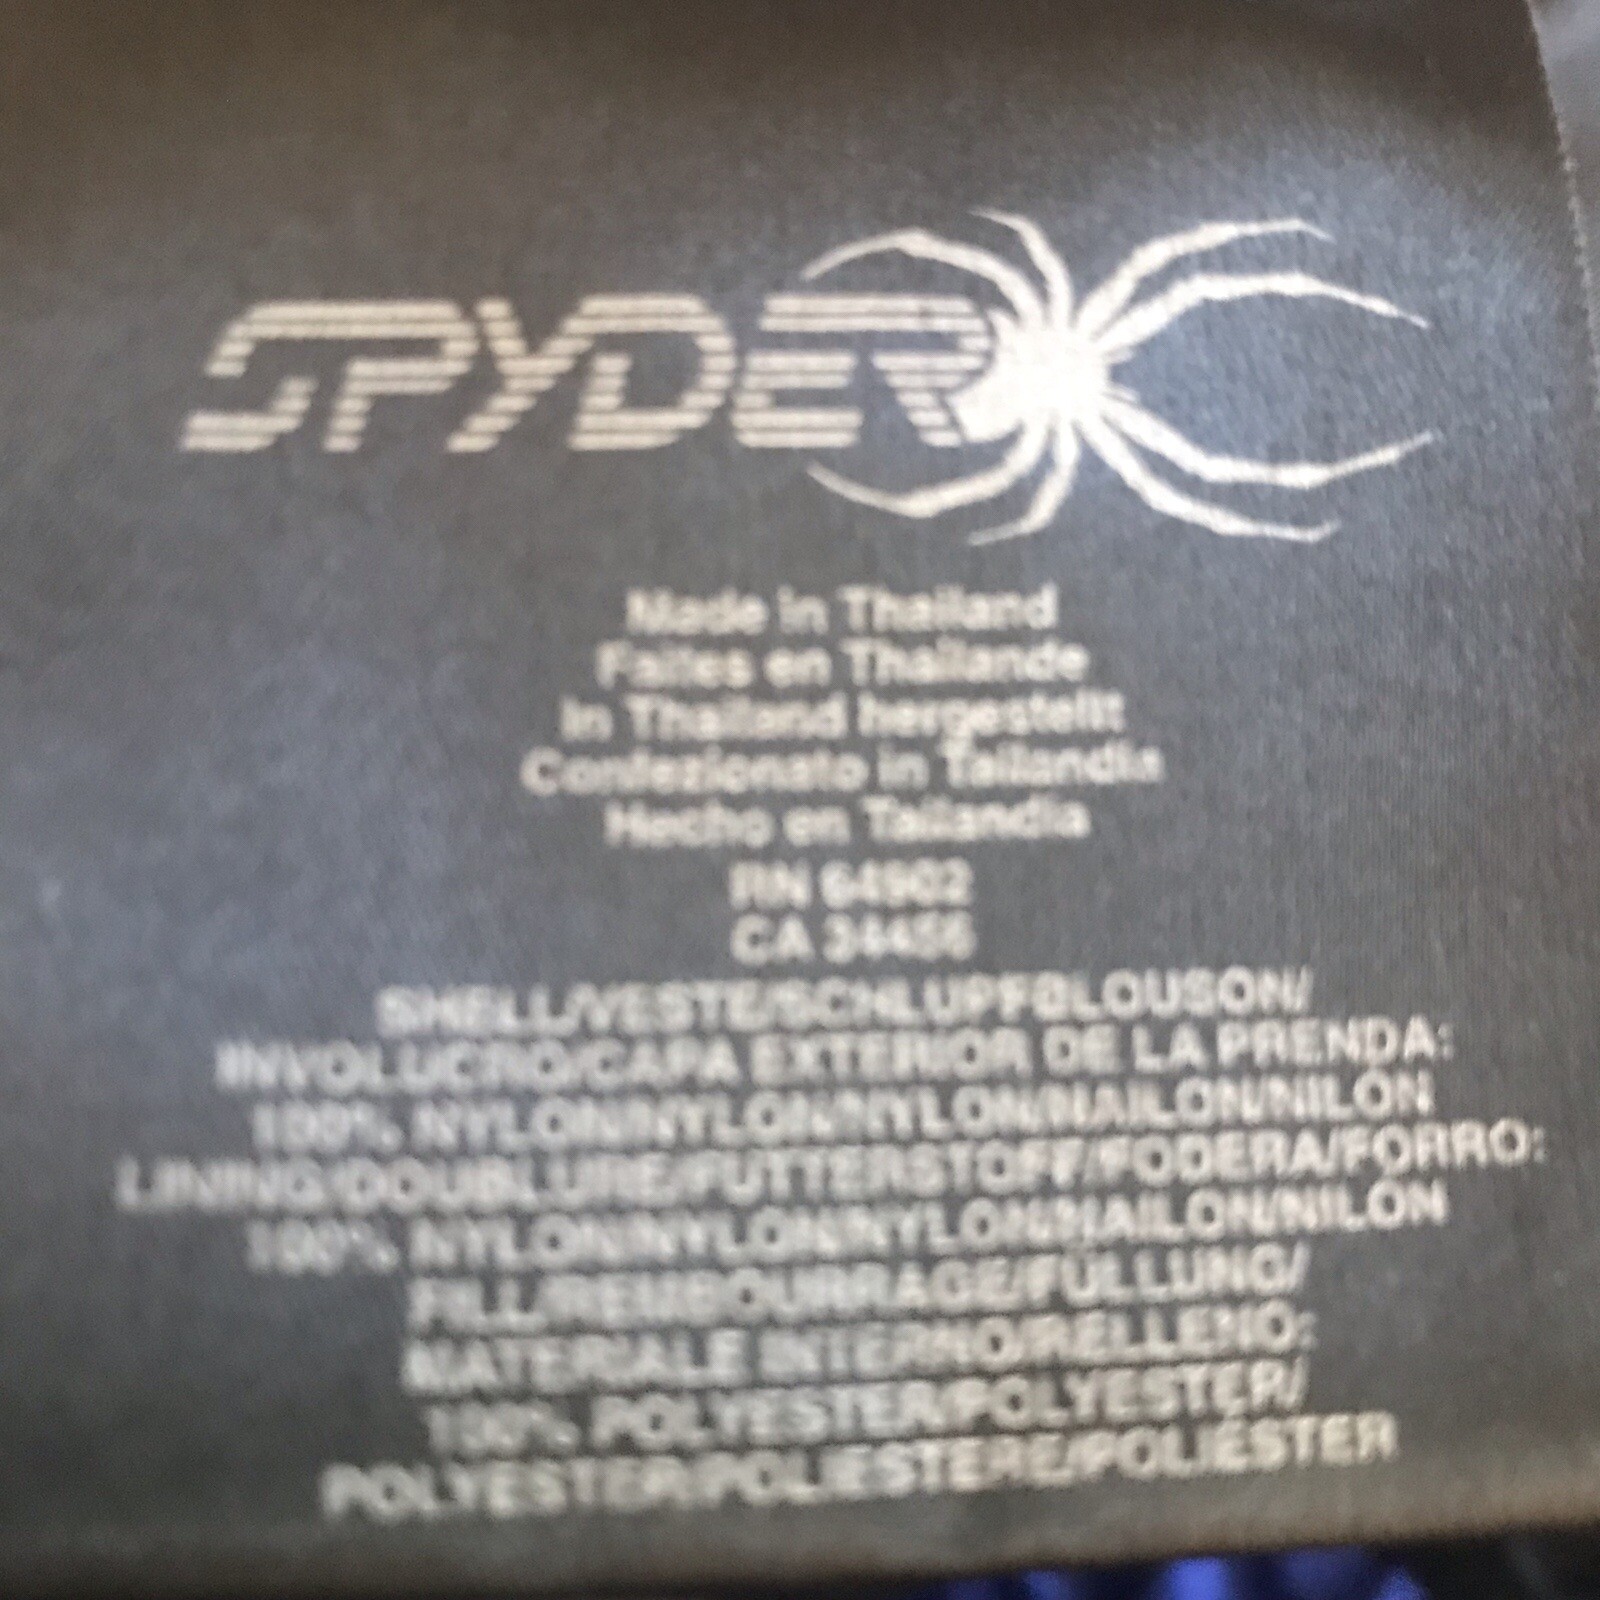 SPYDER
Made in Thailand
Faites en Thailande
In Thailand hergestellt
Confezionato in Tailandia
Hecho en Tailandia
RN 64902
CA 34456
SHELL/VESTE/SCHLUPFBLOUSON/
INVOLUCRO/CAPA EXTERIOR DE LA PRENDA:
100% NYLON/NYLON/NYLON/NAILON/NILÓN
LINING/DOUBLURE/FUTTERSTOFF/FODERA/FORRO:
100% NYLON/NYLON/NYLON/NAILON/NILÓN
FILL/REMBOURRAGE/FÜLLUNG/
MATERIALE INTERNO/RELLENO:
100% POLYESTER/POLYESTER/
POLYESTER/POLIESTERE/POLIÉSTER